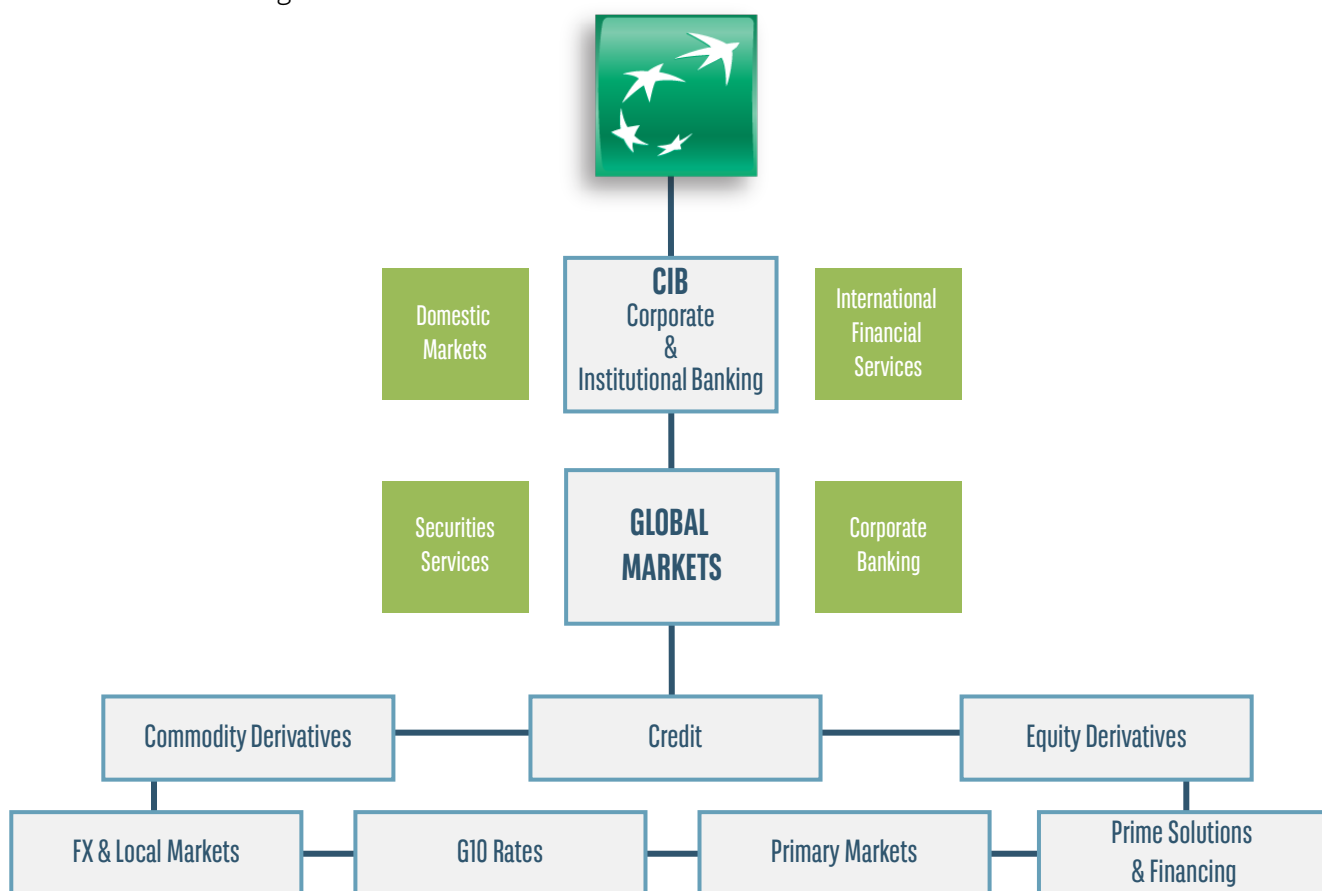 CIB
Corporate
&
Institutional Banking
Domestic
Markets
International
Financial
Services
GLOBAL
MARKETS
Securities
Services
Corporate
Banking
Commodity Derivatives
Credit
Equity Derivatives
FX & Local Markets
G10 Rates
Primary Markets
Prime Solutions
& Financing